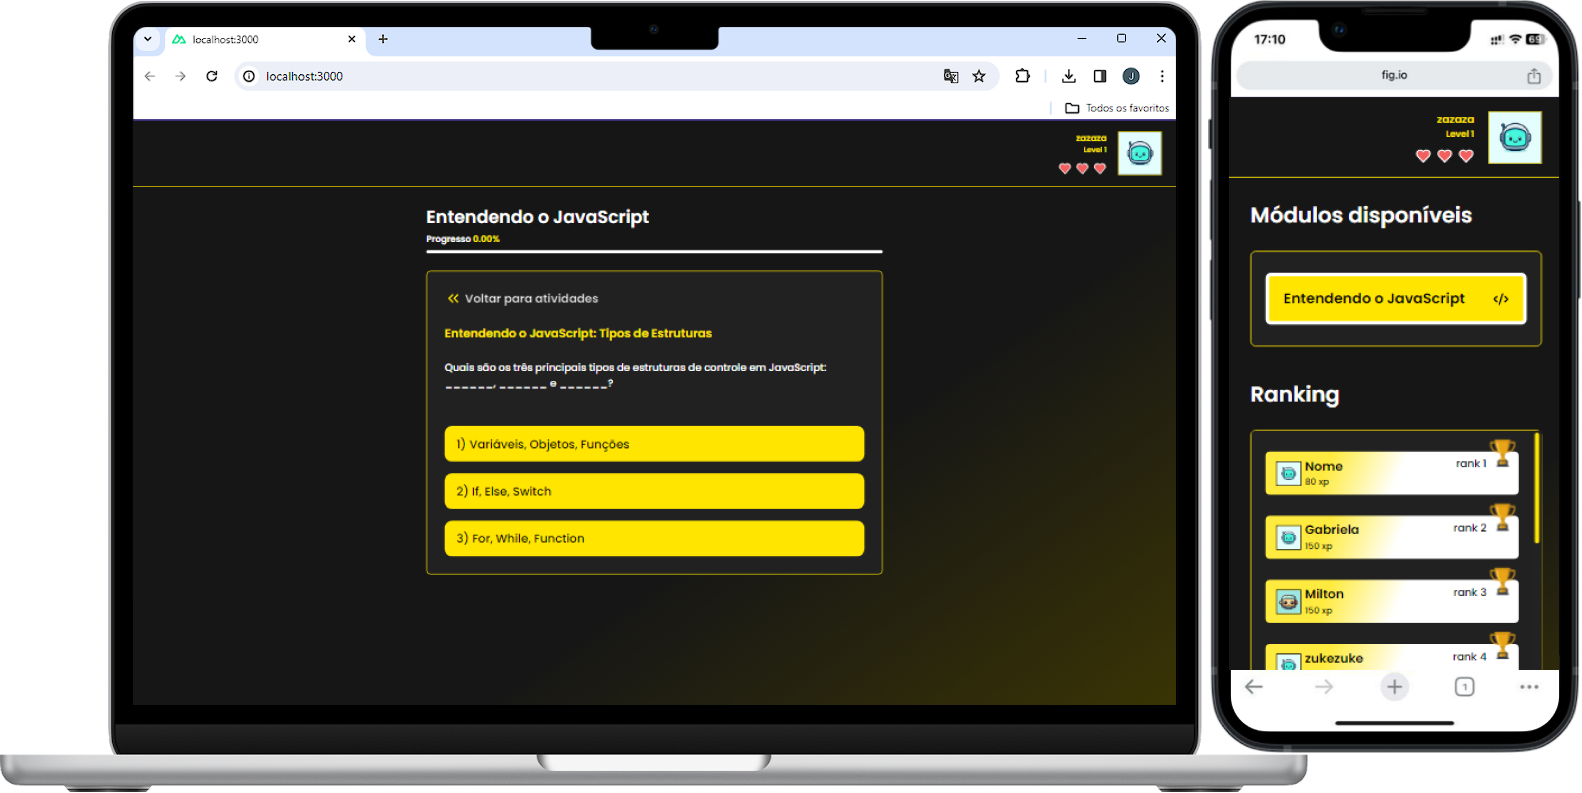 localhost:3000
localhost:3000
J
Todos os favoritos
zazaza
Level 1
Entendendo o JavaScript
Progresso 0.00%
Voltar para atividades
Entendendo o JavaScript: Tipos de Estruturas
Quais são os três principais tipos de estruturas de controle em JavaScript:
______, ______ e ______?
1) Variáveis, Objetos, Funções
2) If, Else, Switch
3) For, While, Function
17:10
69
fig.io
zazaza
Level 1
Módulos disponíveis
Entendendo o JavaScript </>
Ranking
Nome rank 1
80 xp
Gabriela rank 2
150 xp
Milton rank 3
150 xp
zukezuke rank 4
1